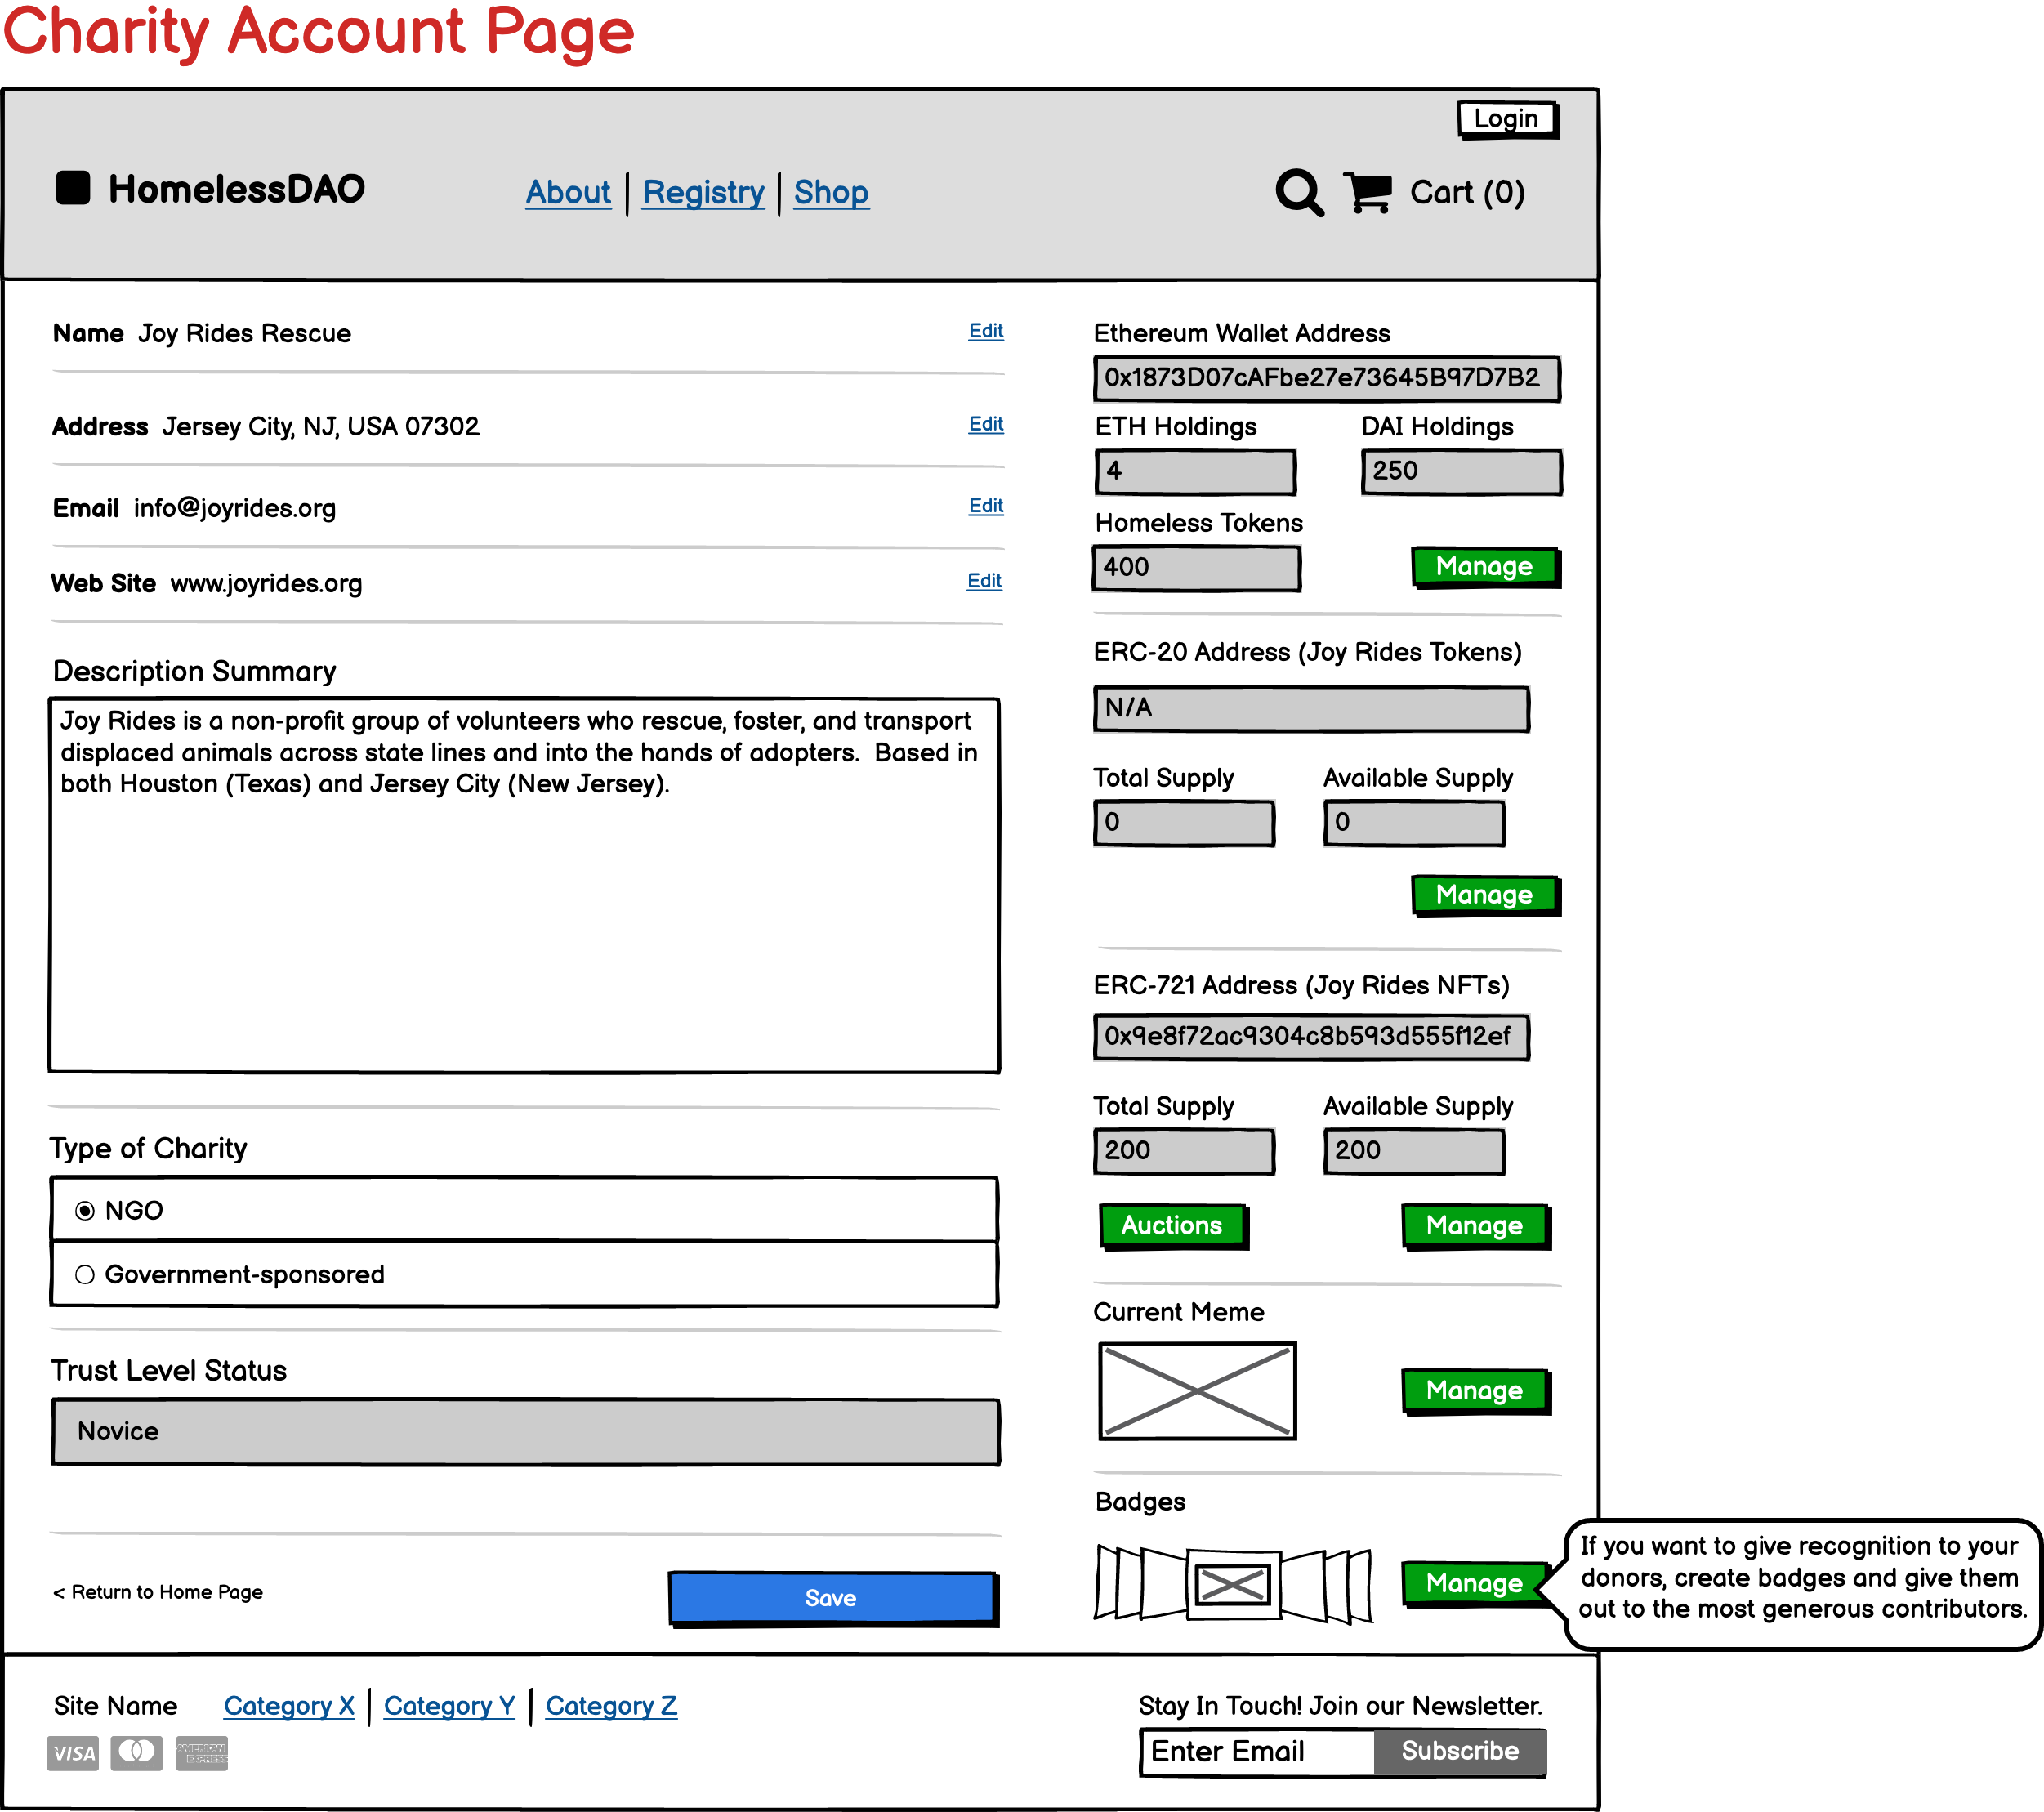 Charity Account Page
Login
HomelessDAO
About
Registry
Shop
Cart (0)
Name Joy Rides Rescue
Edit
Address Jersey City, NJ, USA 07302
Edit
Email info@joyrides.org
Edit
Web Site www.joyrides.org
Edit
Description Summary
Joy Rides is a non-profit group of volunteers who rescue, foster, and transport
displaced animals across state lines and into the hands of adopters. Based in
both Houston (Texas) and Jersey City (New Jersey).
Type of Charity
NGO
Government-sponsored
Trust Level Status
Novice
< Return to Home Page
Save
Ethereum Wallet Address
0x1873D07cAFbe27e73645B97D7B2
ETH Holdings
DAI Holdings
4
250
Homeless Tokens
400
Manage
ERC-20 Address (Joy Rides Tokens)
N/A
Total Supply
Available Supply
0
0
Manage
ERC-721 Address (Joy Rides NFTs)
0x9e8f72ac9304c8b593d555f12ef
Total Supply
Available Supply
200
200
Auctions
Manage
Current Meme
Manage
Badges
Manage
If you want to give recognition to your
donors, create badges and give them
out to the most generous contributors.
Site Name
Category X
Category Y
Category Z
VISA
AMERICAN
EXPRESS
Stay In Touch! Join our Newsletter.
Enter Email
Subscribe